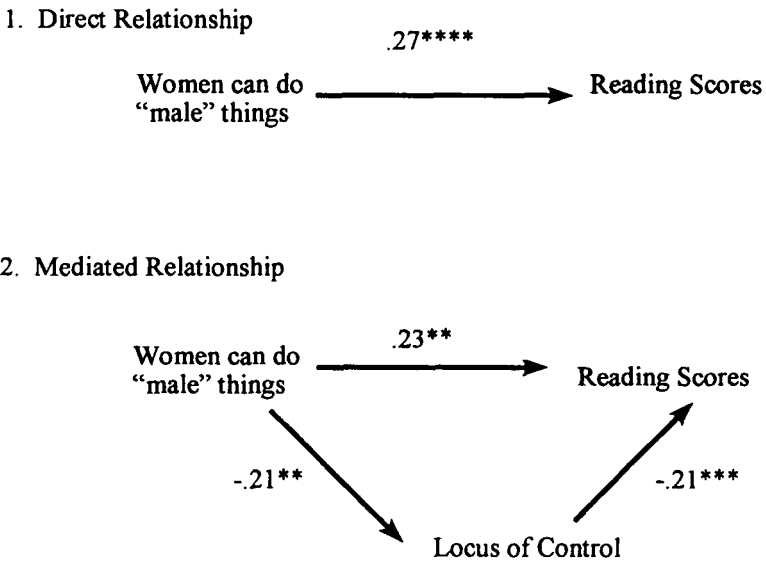 1. Direct Relationship
.27****
Women can do
“male” things
Reading Scores
2. Mediated Relationship
.23**
Women can do
“male” things
Reading Scores
-.21**
-.21***
Locus of Control